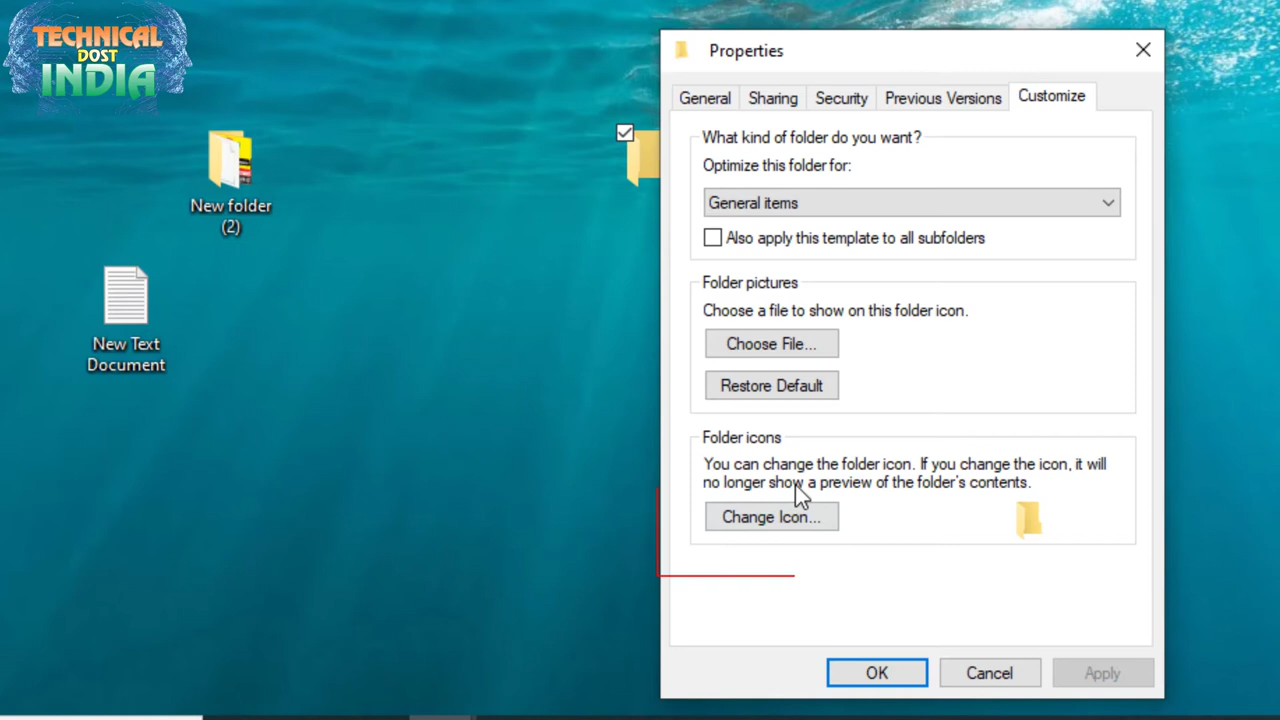 TECHNICAL
DOST
INDIA
New folder
(2)
New Text
Document
Properties
General
Sharing
Security
Previous Versions
Customize
What kind of folder do you want?
Optimize this folder for:
General items
Also apply this template to all subfolders
Folder pictures
Choose a file to show on this folder icon.
Choose File...
Restore Default
Folder icons
You can change the folder icon. If you change the icon, it will
no longer show a preview of the folder's contents.
Change Icon...
OK
Cancel
Apply